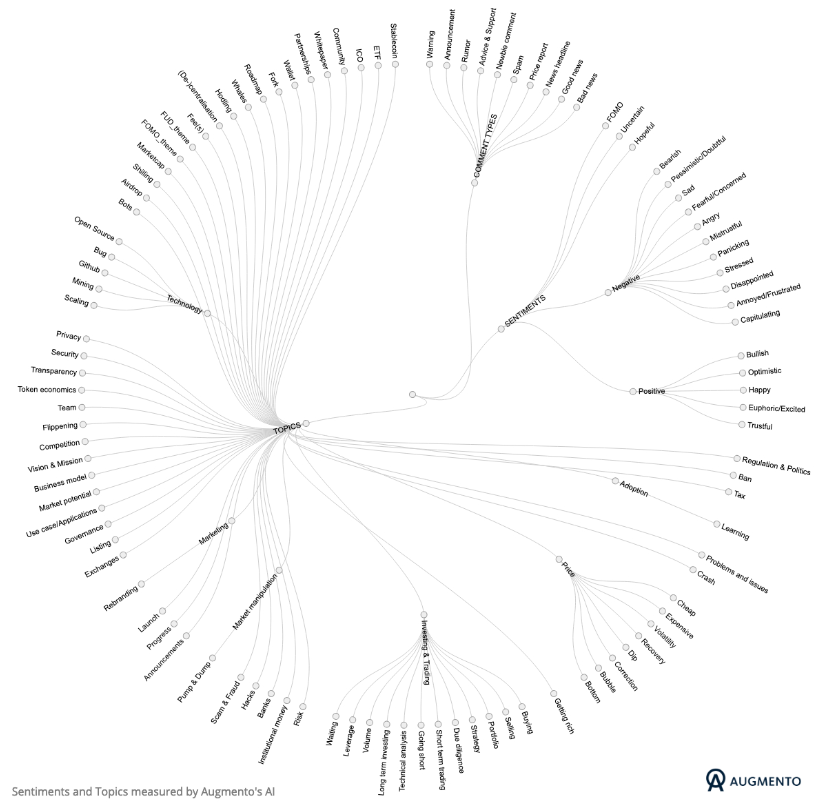 Warning
Announcement
Rumor
Advice & Support
Notable comment
Spam
Price report
News headline
Good news
Bad news
COMMENT TYPES
FOMO
Uncertain
Hopeful
SENTIMENTS
Bearish
Pessimistic/Doubtful
Sad
Fearful/Concerned
Angry
Mistrustful
Panicking
Stressed
Disappointed
Annoyed/Frustrated
Capitulating
Negative
Positive
Bullish
Optimistic
Happy
Euphoric/Excited
Trustful
TOPICS
Regulation & Politics
Ban
Tax
Adoption
Learning
Problems and issues
Crash
Price
Cheap
Expensive
Volatility
Recovery
Dip
Correction
Bubble
Bottom
Getting rich
Investing & Trading
Buying
Selling
Portfolio
Strategy
Due diligence
Short term trading
Going short
Technical analysis
Long term investing
Volume
Leverage
Waiting
Risk
Institutional money
Banks
Hacks
Scam & Fraud
Market manipulation
Pump & Dump
Announcements
Progress
Launch
Marketing
Rebranding
Exchanges
Listing
Governance
Use case/Applications
Market potential
Business model
Vision & Mission
Competition
Flippening
Team
Token economics
Transparency
Security
Privacy
Technology
Scaling
Mining
Github
Bug
Open Source
Bots
Airdrop
Shilling
Marketcap
FOMO_theme
FUD_theme
Fee(s)
(De-)centralisation
Hodling
Whales
Roadmap
Fork
Wallet
Partnerships
Whitepaper
Community
ICO
ETF
Stablecoin
Sentiments and Topics measured by Augmento's AI
AUGMENTO